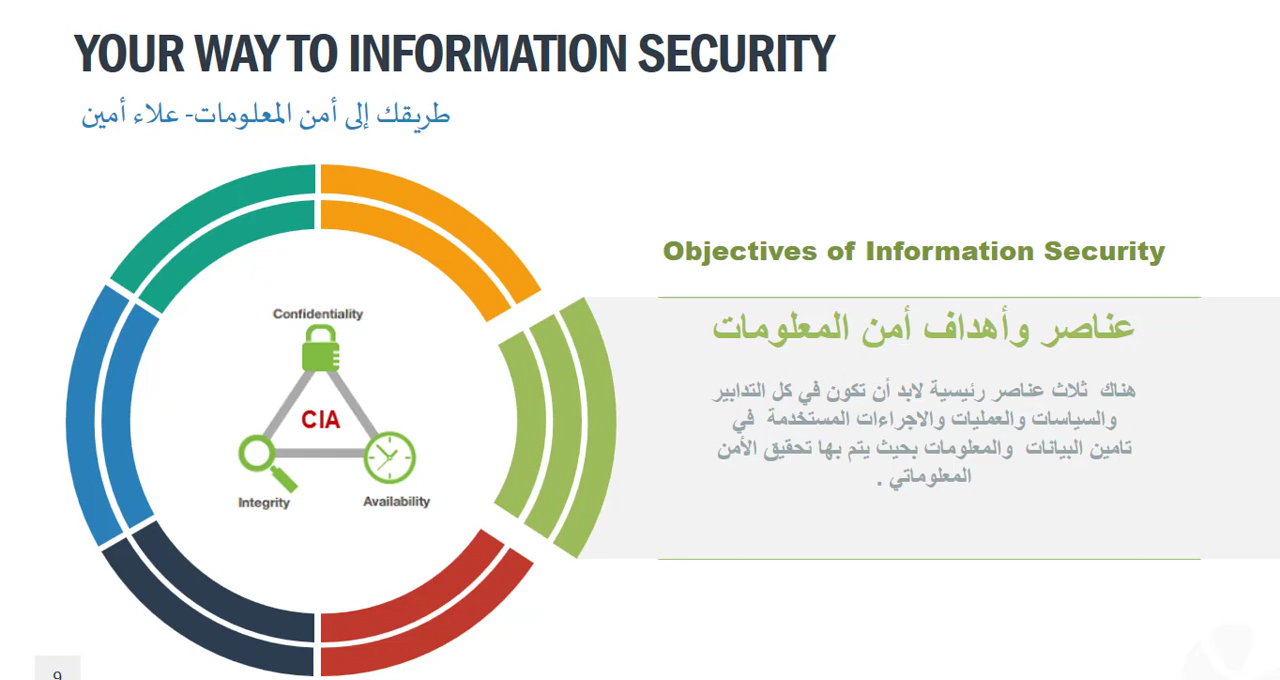 YOUR WAY TO INFORMATION SECURITY
طريقك إلى أمن المعلومات- علاء أمين
Confidentiality
CIA
Integrity
Availability
Objectives of Information Security
عناصر وأهداف أمن المعلومات
هناك ثلاث عناصر رئيسية لابد أن تكون في كل التدابير
والسياسات والعمليات والاجراءات المستخدمة في
تامين البيانات والمعلومات بحيث يتم بها تحقيق الأمن
المعلوماتي .
9